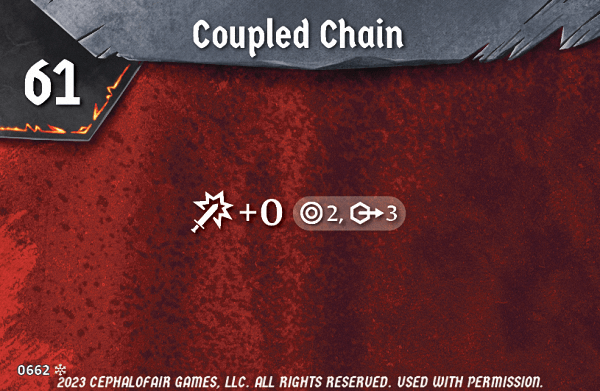 Coupled Chain
61
+0 2, 3
0662
2023 CEPHALOFAIR GAMES, LLC. ALL RIGHTS RESERVED. USED WITH PERMISSION.